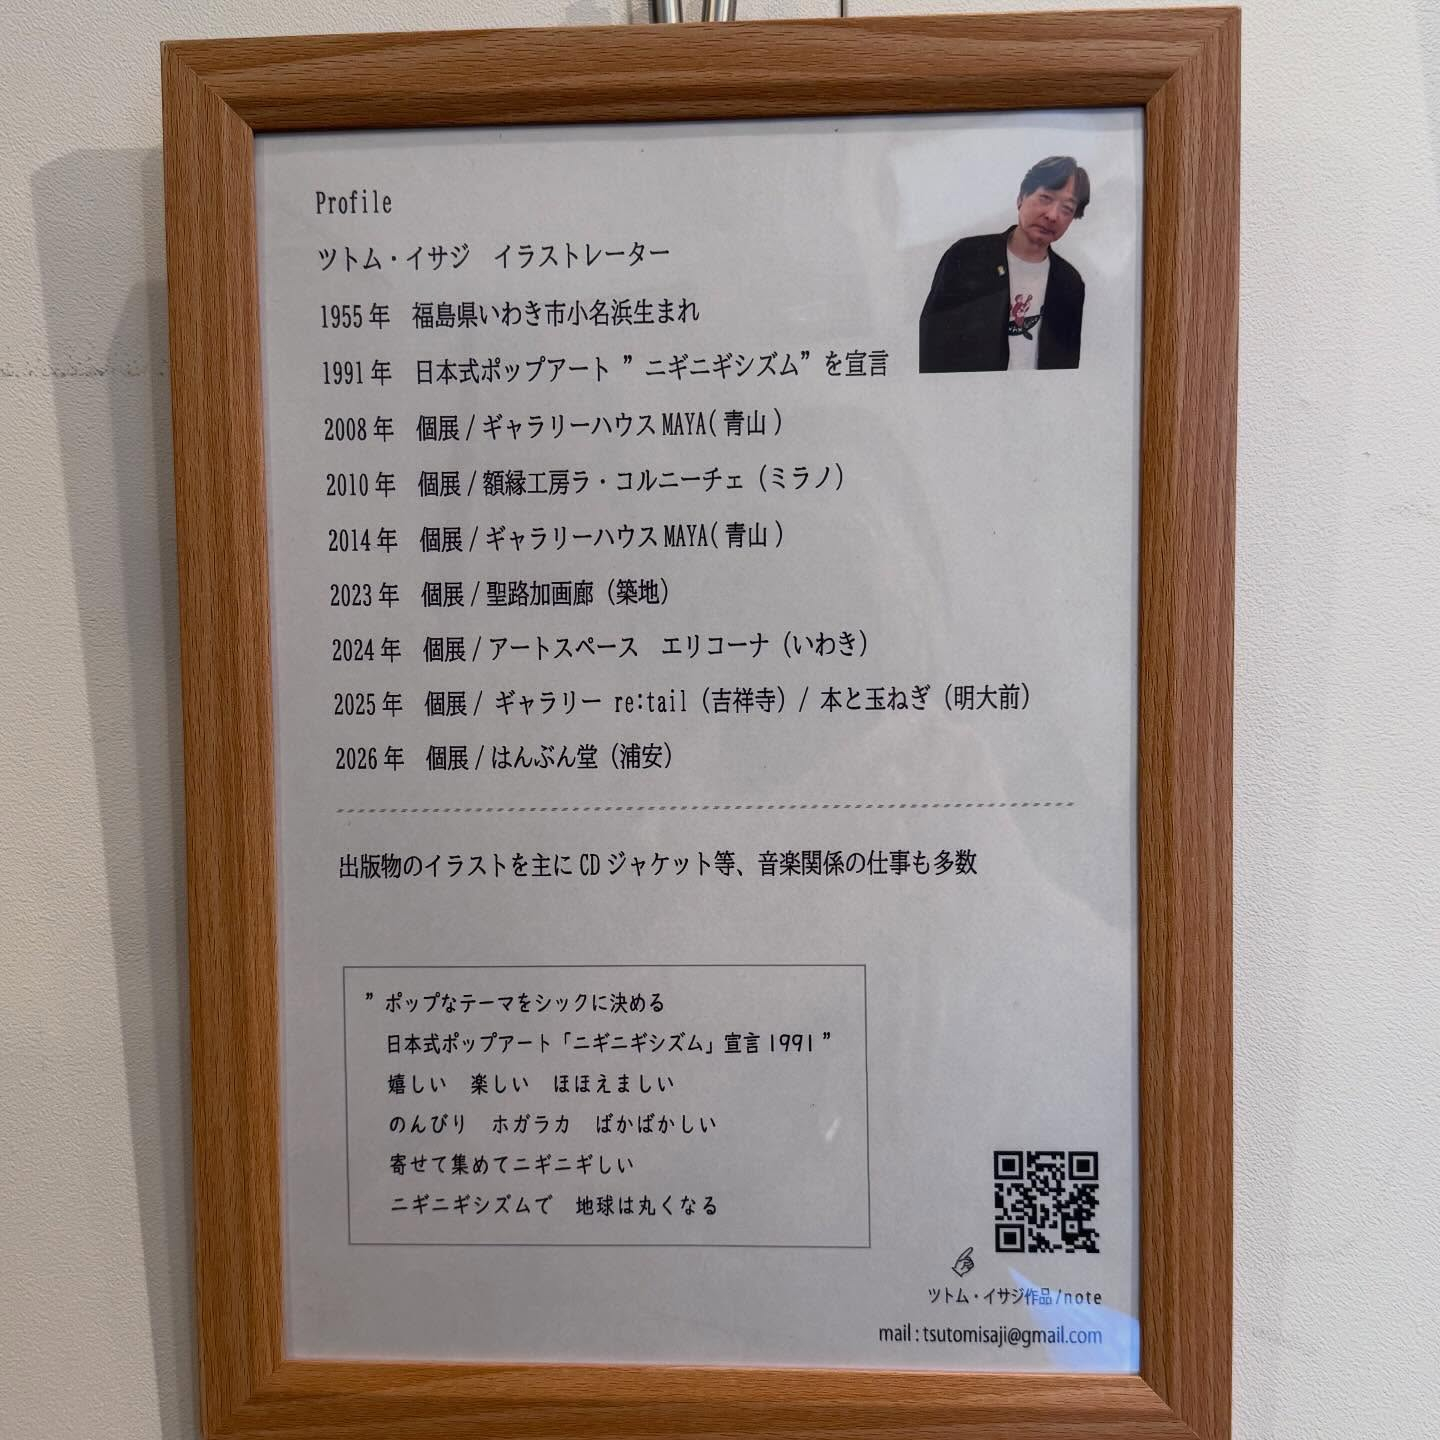 Profile
ツトム・イサジ　イラストレーター
1955年　福島県いわき市小名浜生まれ
1991年　日本式ポップアート ”ニギニギシズム” を宣言
2008年　個展/ギャラリーハウスMAYA(青山)
2010年　個展/額縁工房ラ・コルニーチェ（ミラノ）
2014年　個展/ギャラリーハウスMAYA(青山)
2023年　個展/聖路加画廊（築地）
2024年　個展/アートスペース　エリコーナ（いわき）
2025年　個展/ ギャラリー re:tail（吉祥寺）/ 本と玉ねぎ（明大前）
2026年　個展/はんぶん堂（浦安）
出版物のイラストを主にCDジャケット等、音楽関係の仕事も多数
”ポップなテーマをシックに決める
日本式ポップアート「ニギニギシズム」宣言1991”
嬉しい　楽しい　ほほえましい
のんびり　ホガラカ　ばかばかしい
寄せて集めてニギニギしい
ニギニギシズムで　地球は丸くなる
ツトム・イサジ作品/note
mail : tsutomisaji@gmail.com